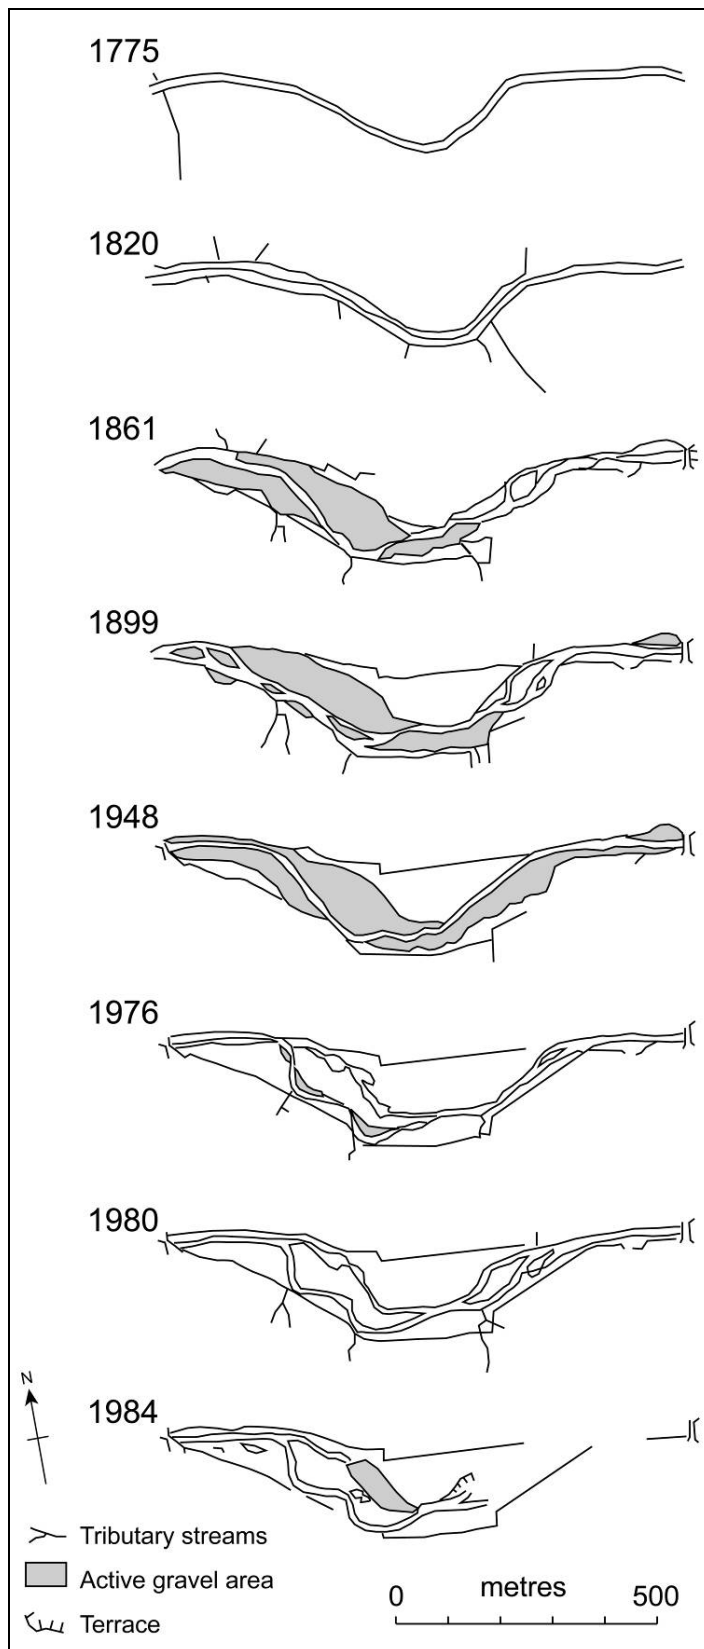 1775
1820
1861
1899
1948
1976
1980
1984
N
Tributary streams
Active gravel area
Terrace
0 metres 500